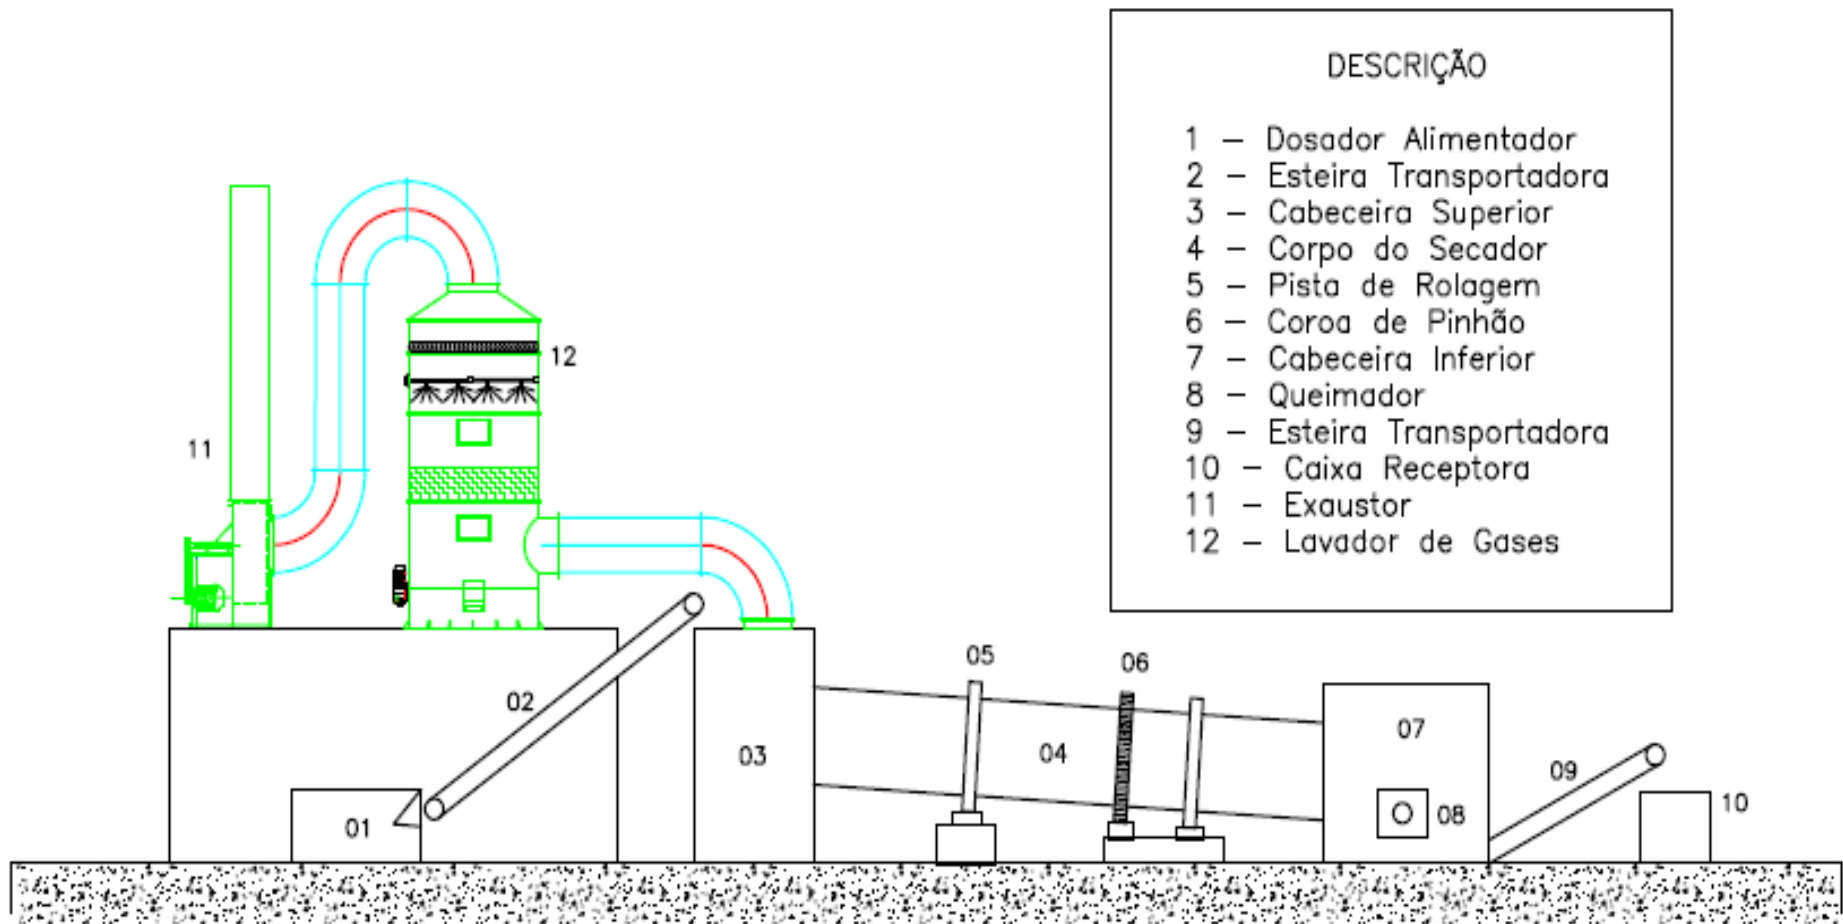 DESCRIÇÃO
1 – Dosador Alimentador
2 – Esteira Transportadora
3 – Cabeceira Superior
4 – Corpo do Secador
5 – Pista de Rolagem
6 – Coroa de Pinhão
7 – Cabeceira Inferior
8 – Queimador
9 – Esteira Transportadora
10 – Caixa Receptora
11 – Exaustor
12 – Lavador de Gases
12
11
05
06
02
07
03
04
09
01
08
10